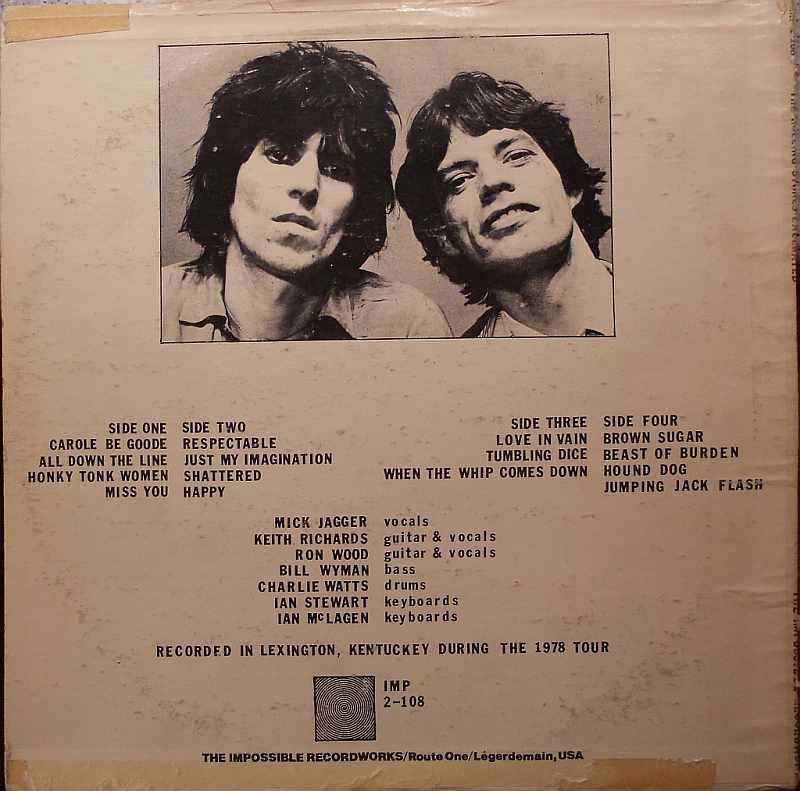 SIDE ONE
CAROLE BE GOODE
ALL DOWN THE LINE
HONKY TONK WOMEN
MISS YOU
SIDE TWO
RESPECTABLE
JUST MY IMAGINATION
SHATTERED
HAPPY
SIDE THREE
LOVE IN VAIN
TUMBLING DICE
WHEN THE WHIP COMES DOWN
SIDE FOUR
BROWN SUGAR
BEAST OF BURDEN
HOUND DOG
JUMPING JACK FLASH
MICK JAGGER vocals
KEITH RICHARDS guitar & vocals
RON WOOD guitar & vocals
BILL WYMAN bass
CHARLIE WATTS drums
IAN STEWART keyboards
IAN McLAGEN keyboards
RECORDED IN LEXINGTON, KENTUCKEY DURING THE 1978 TOUR
IMP
2-108
THE IMPOSSIBLE RECORDWORKS/Route One/Légerdemain, USA